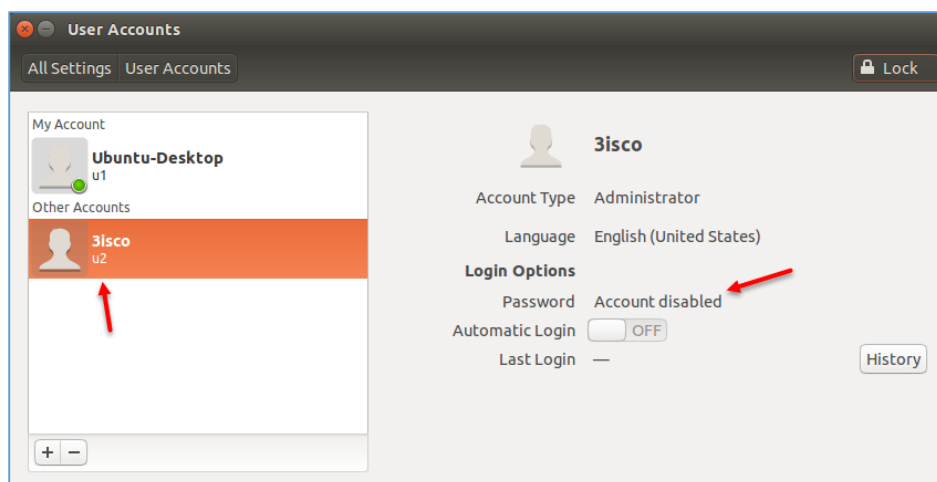 User Accounts
All Settings User Accounts Lock
My Account
Ubuntu-Desktop
u1
Other Accounts
3isco
u2
3isco
Account Type Administrator
Language English (United States)
Login Options
Password Account disabled
Automatic Login OFF
Last Login — History
+ −